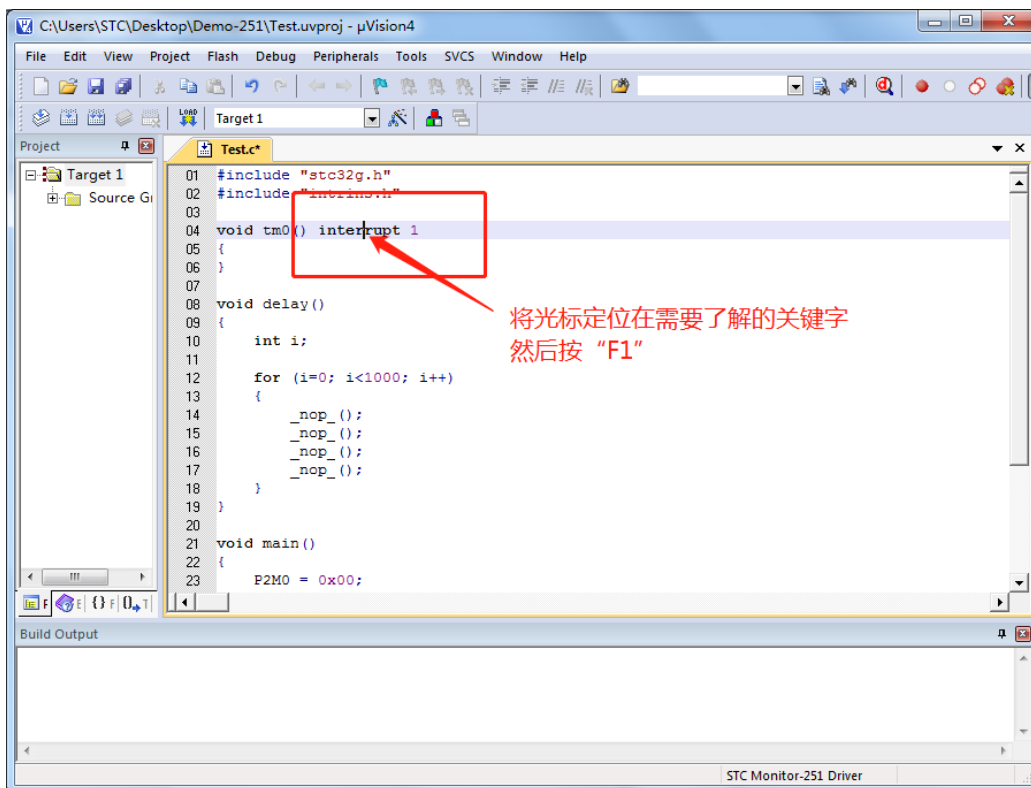 C:\Users\STC\Desktop\Demo-251\Test.uvproj - µVision4
File Edit View Project Flash Debug Peripherals Tools SVCS Window Help
LOAD
Target 1
Project
Test.c*
Target 1
Source Gr
01 #include "stc32g.h"
02 #include "intrins.h"
03
04 void tm0() interrupt 1
05 {
06 }
07
08 void delay()
09 {
10 int i;
11
12 for (i=0; i<1000; i++)
13 {
14 _nop_();
15 _nop_();
16 _nop_();
17 _nop_();
18 }
19 }
20
21 void main()
22 {
23 P2M0 = 0x00;
将光标定位在需要了解的关键字
然后按“F1”
Build Output
STC Monitor-251 Driver